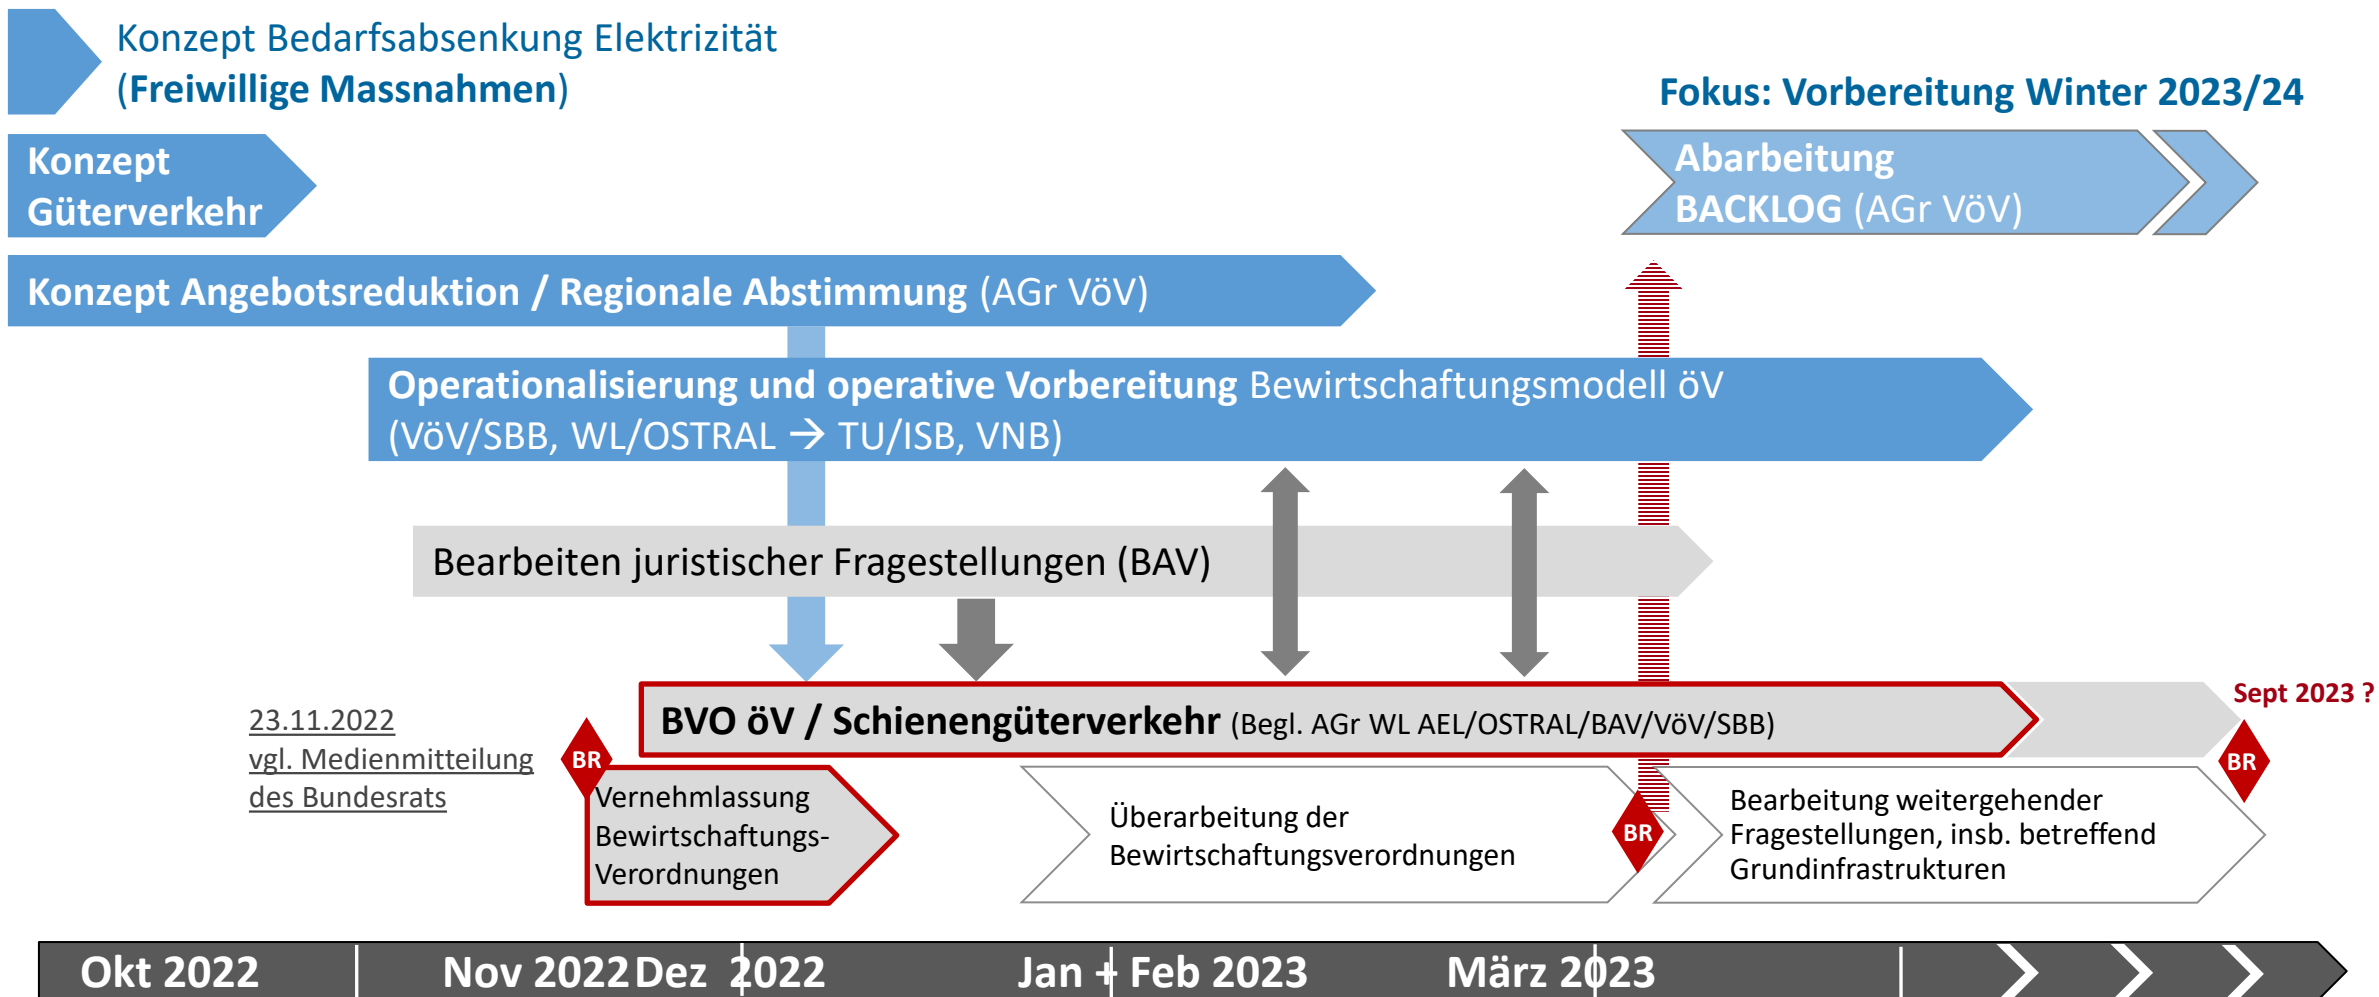 Konzept Bedarfsabsenkung Elektrizität
(Freiwillige Massnahmen)
Fokus: Vorbereitung Winter 2023/24
Konzept
Güterverkehr
Abarbeitung
BACKLOG (AGr VöV)
Konzept Angebotsreduktion / Regionale Abstimmung (AGr VöV)
Operationalisierung und operative Vorbereitung Bewirtschaftungsmodell öV
(VöV/SBB, WL/OSTRAL → TU/ISB, VNB)
Bearbeiten juristischer Fragestellungen (BAV)
Sept 2023 ?
BVO öV / Schienengüterverkehr (Begl. AGr WL AEL/OSTRAL/BAV/VöV/SBB)
23.11.2022
vgl. Medienmitteilung
des Bundesrats
BR
BR
Vernehmlassung
Bewirtschaftungs-
Verordnungen
Überarbeitung der
Bewirtschaftungsverordnungen
BR
Bearbeitung weitergehender
Fragestellungen, insb. betreffend
Grundinfrastrukturen
Okt 2022 Nov 2022 Dez 2022 Jan + Feb 2023 März 2023